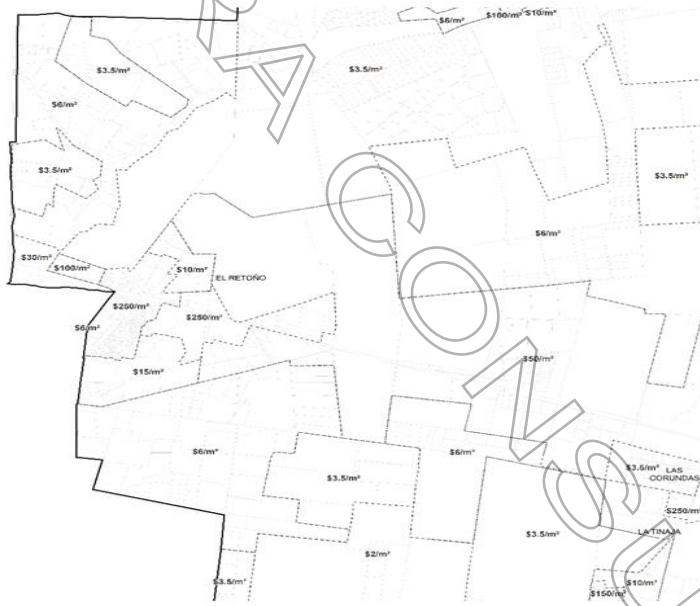 $6/m²
$100/m²
$10/m²
$3.5/m²
$3.5/m²
$6/m²
$3.5/m²
$3.5/m²
$6/m²
$30/m²
$100/m²
$10/m²
EL RETOÑO
$250/m²
$250/m²
$6/m²
$50/m²
$15/m²
$6/m²
$6/m²
$3.5/m²
LAS
CORUNDAS
$3.5/m²
$250/m²
$3.5/m²
LA TINAJA
$2/m²
$3.5/m²
$10/m²
$150/m²
A CONSU